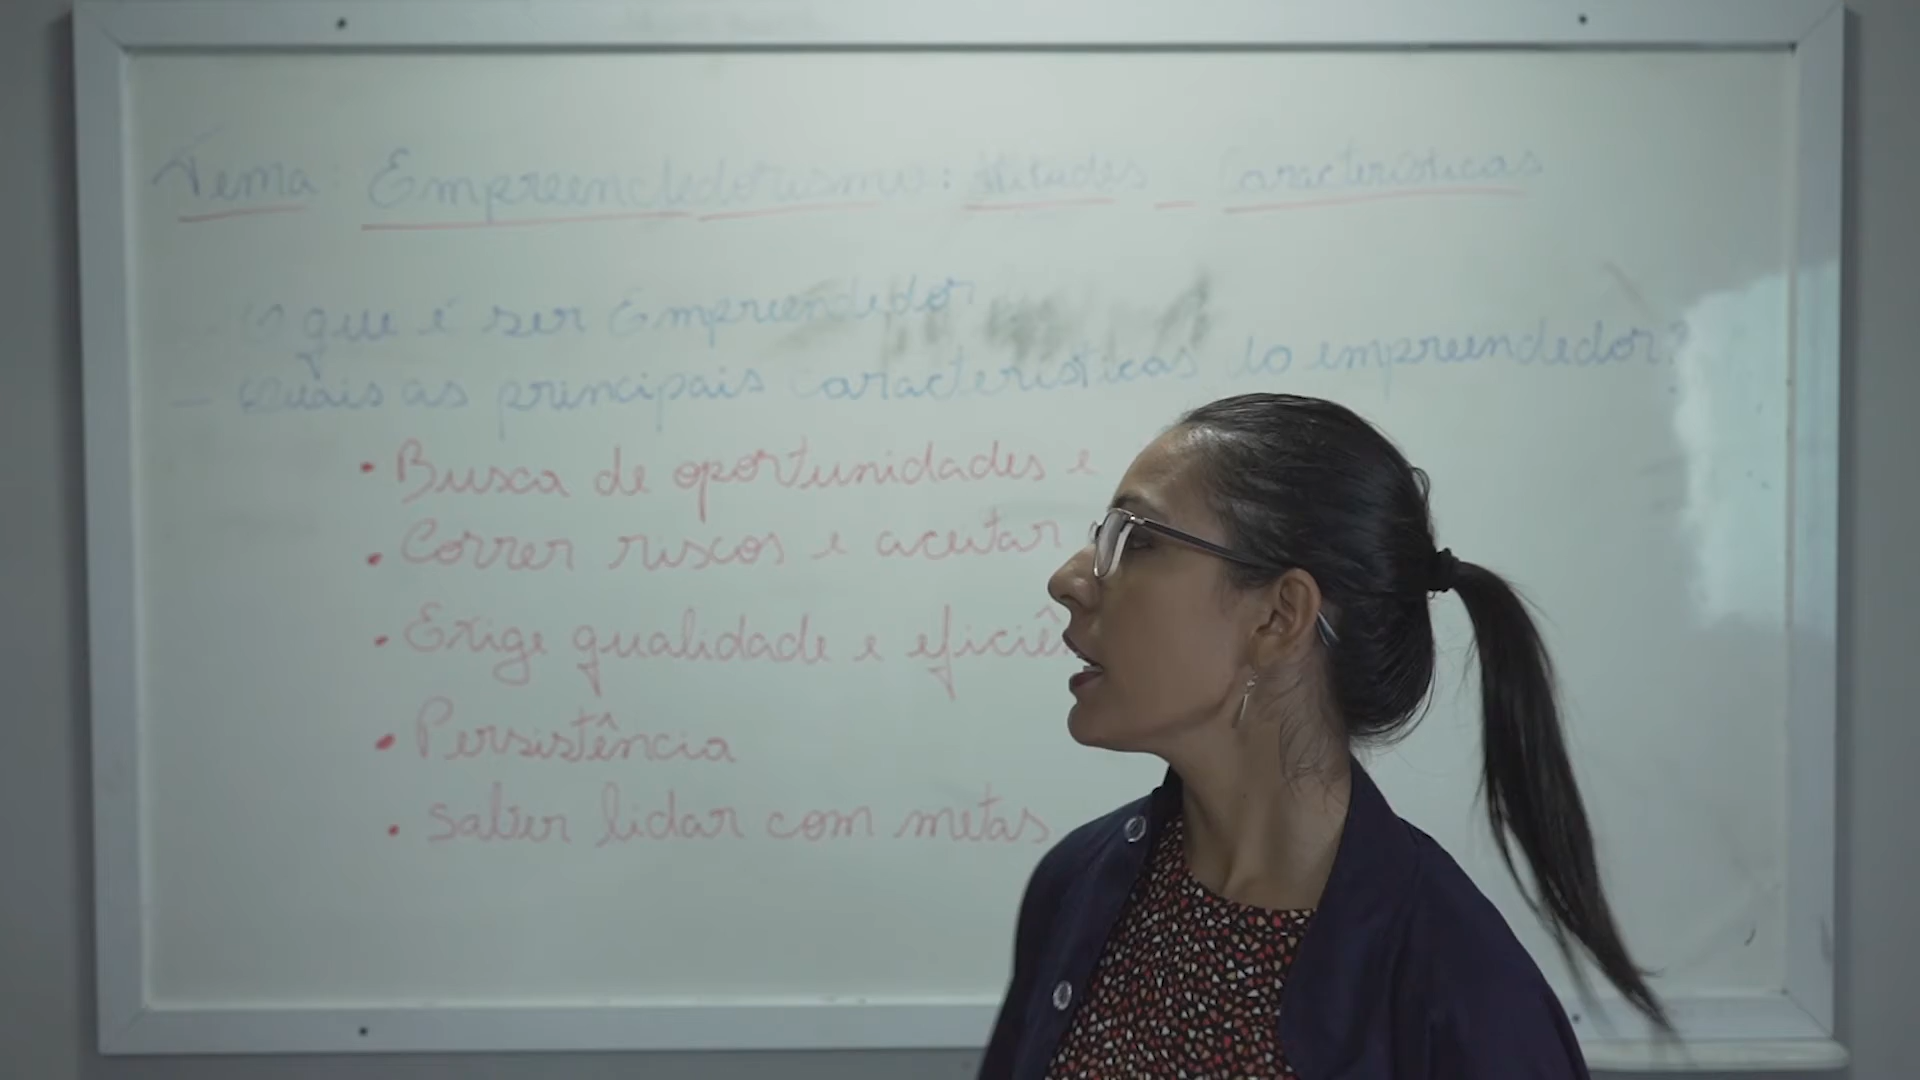 Tema: Empreendedorismo: Atitudes Características
O que é ser Empreendedor
— Quais as principais características do empreendedor?
• Busca de oportunidades e
• Correr riscos e aceitar
• Exige qualidade e eficiê
• Persistência
• Saber lidar com metas